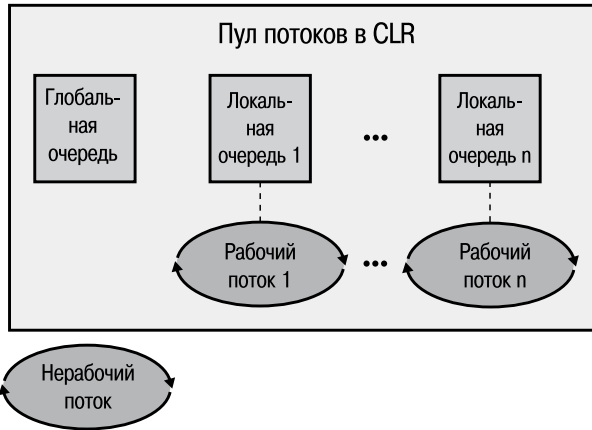 Пул потоков в CLR
Глобаль-
ная
очередь
Локаль-
ная
очередь 1
...
Локаль-
ная
очередь n
Рабочий
поток 1
...
Рабочий
поток n
Нерабочий
поток